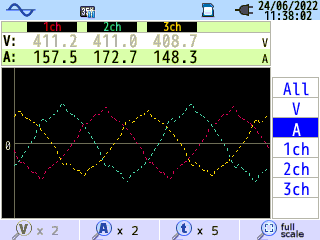 24/06/2022
11:38:02
1ch 2ch 3ch
V: 411.2 411.0 408.7 V
A: 157.5 172.7 148.3 A
All
V
A
1ch
2ch
3ch
0
V x 2 A x 2 t x 5 full scale